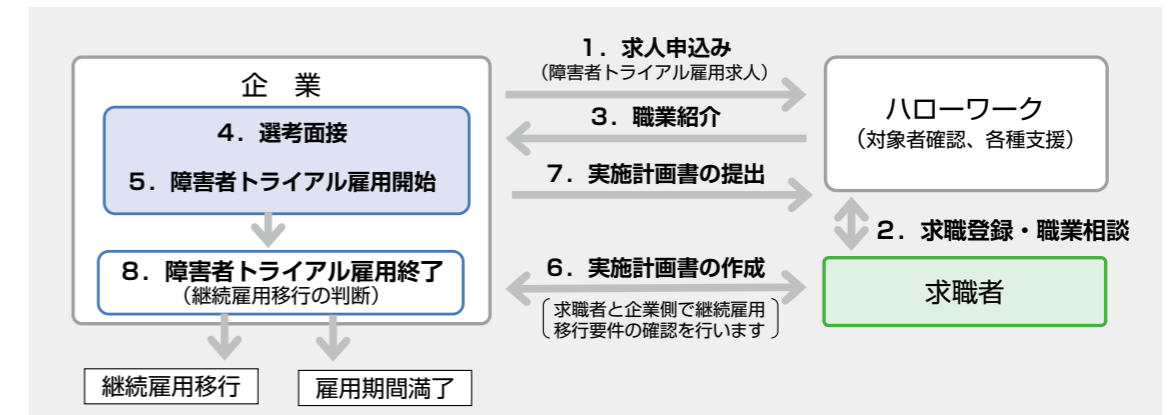 1．求人申込み
（障害者トライアル雇用求人）
企　業
ハローワーク
（対象者確認、各種支援）
3．職業紹介
4．選考面接
5．障害者トライアル雇用開始
7．実施計画書の提出
2．求職登録・職業相談
8．障害者トライアル雇用終了
（継続雇用移行の判断）
6．実施計画書の作成
求職者と企業側で継続雇用
移行要件の確認を行います
求職者
継続雇用移行
雇用期間満了